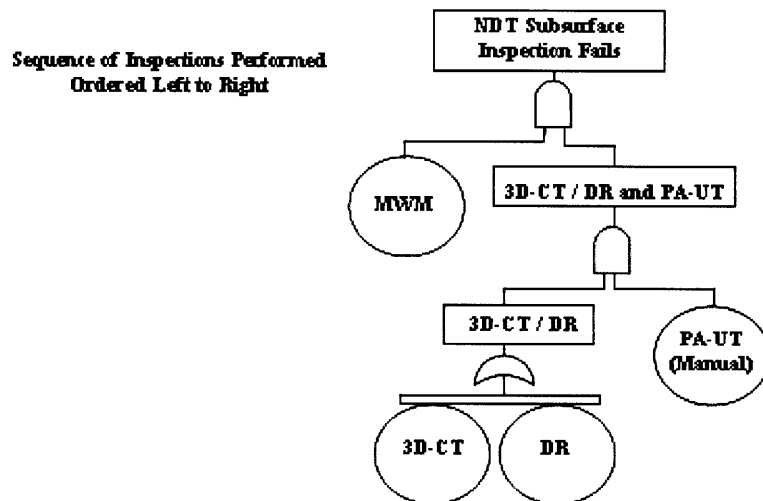 NDT Subsurface
Inspection Fails
Sequence of Inspections Performed
Ordered Left to Right
MWM
3D-CT / DR and PA-UT
3D-CT / DR
PA-UT
(Manual)
3D-CT
DR